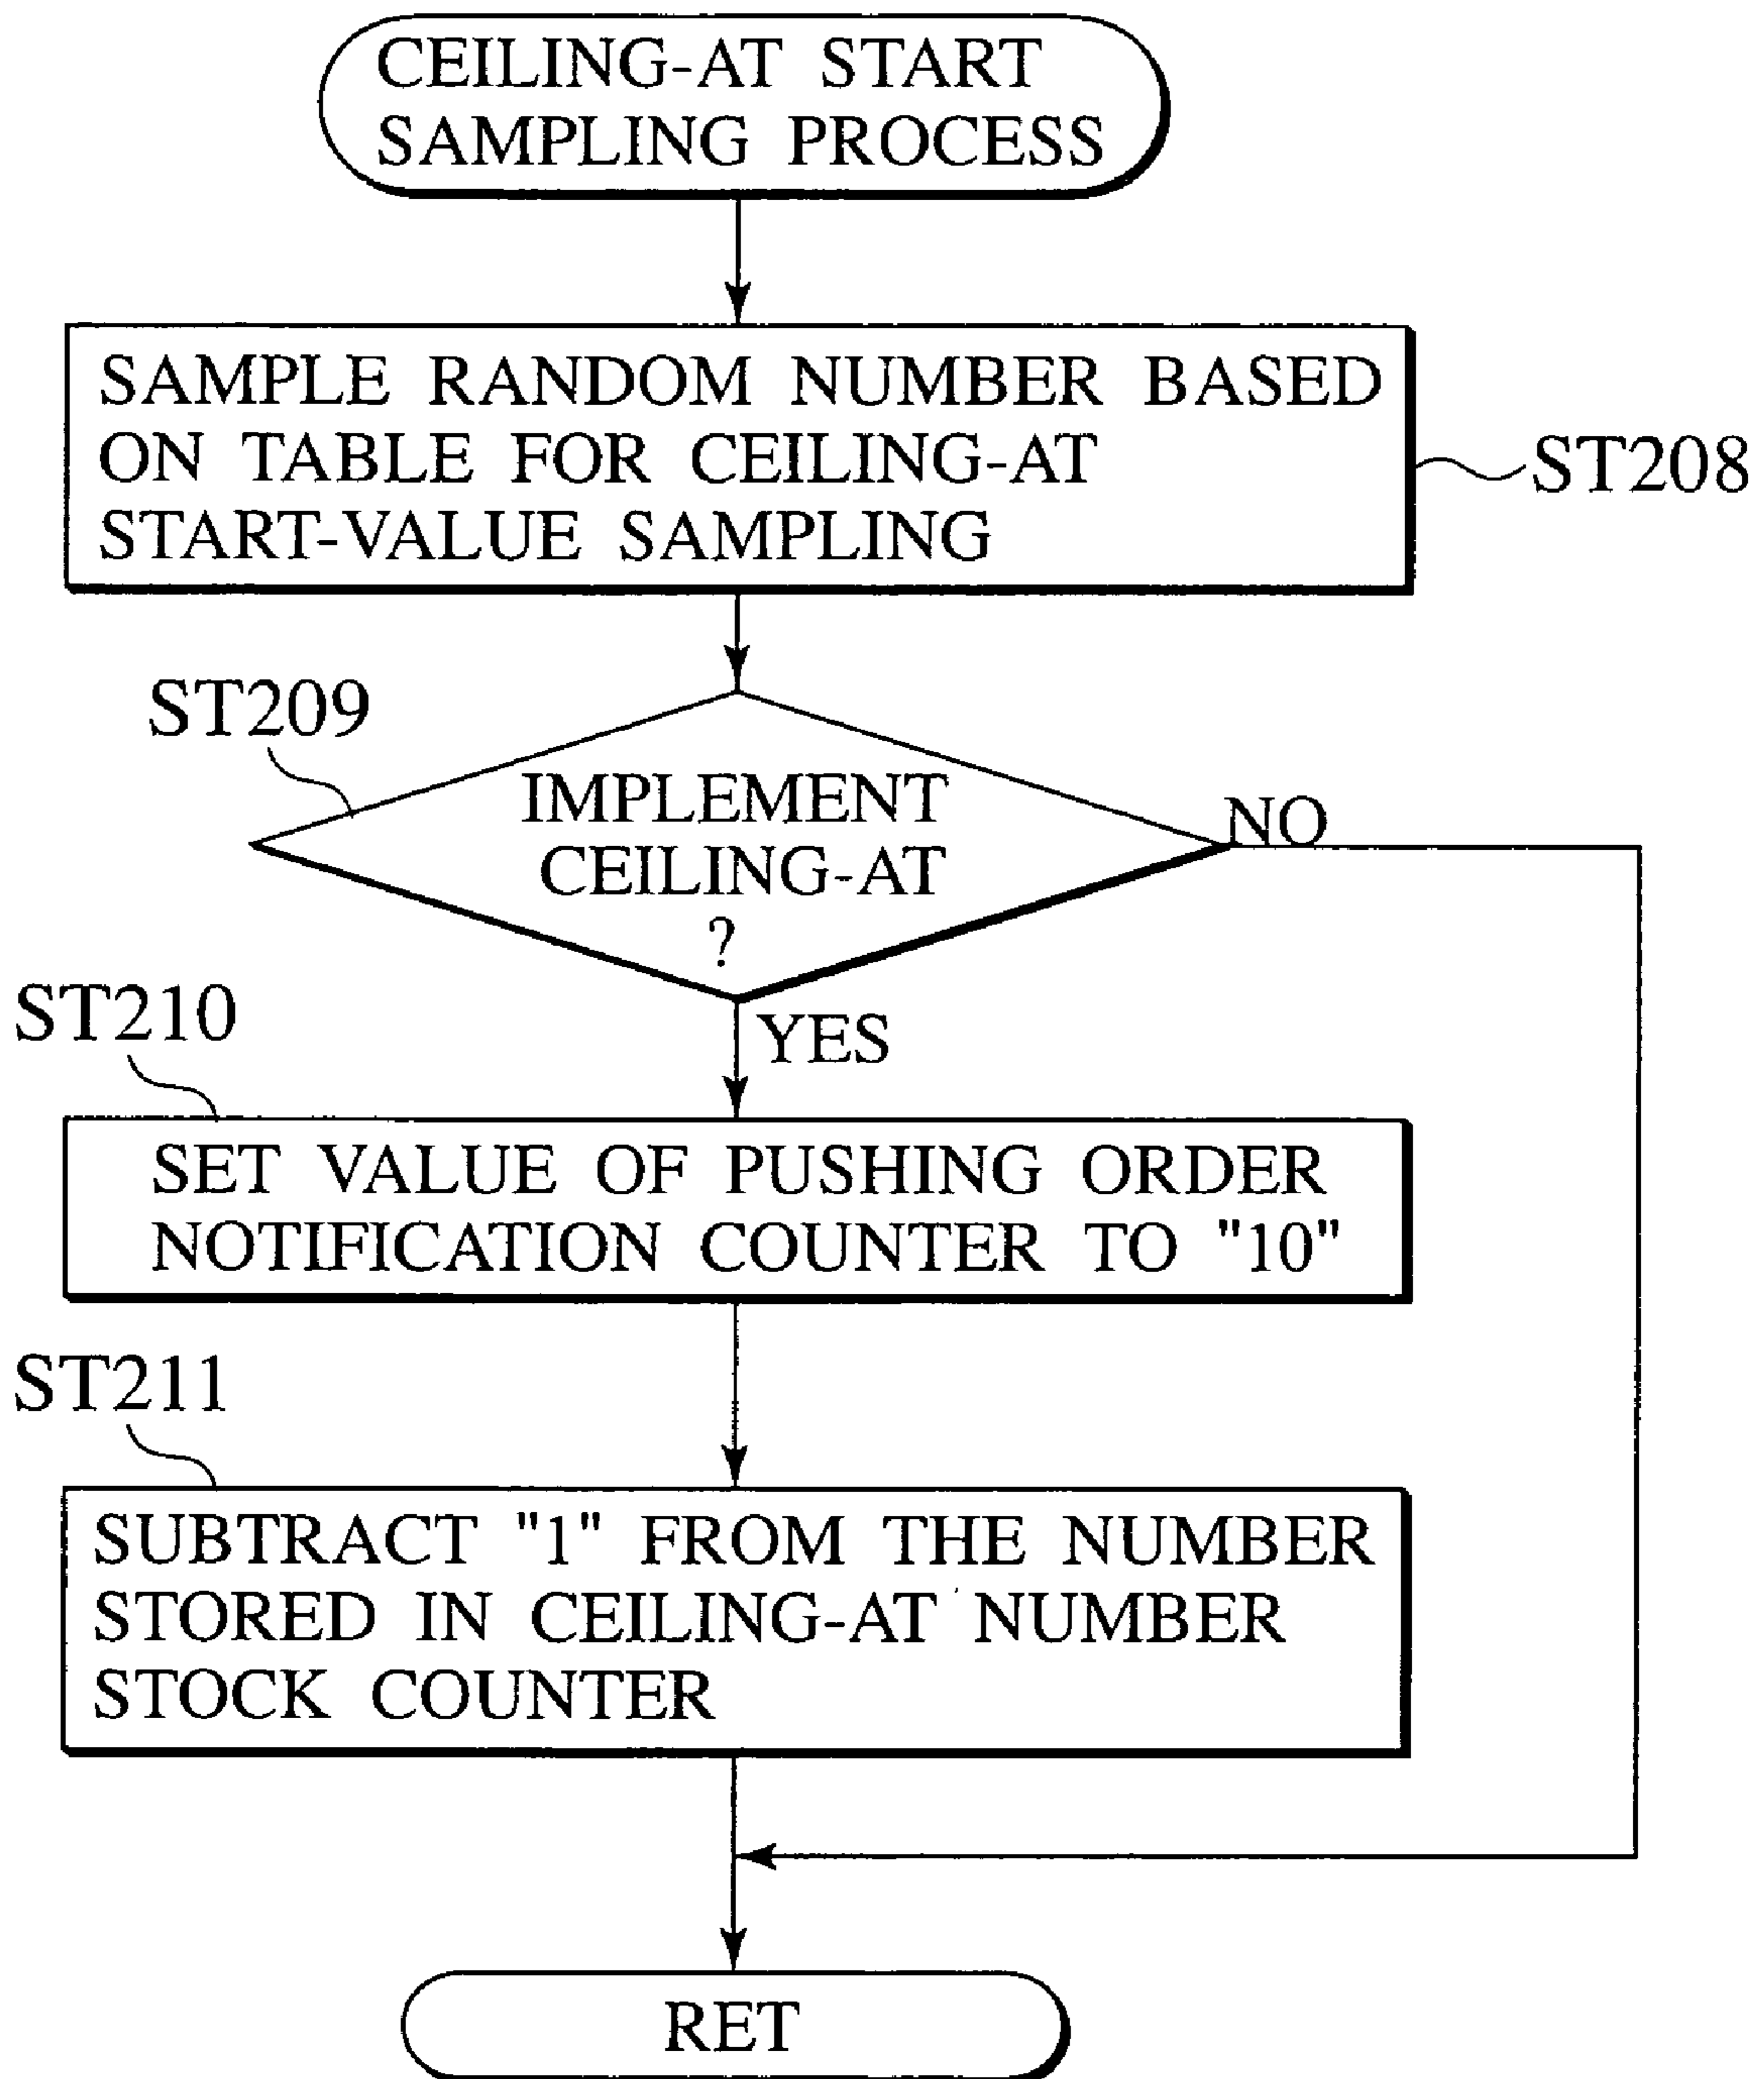 CEILING-AT START
SAMPLING PROCESS
SAMPLE RANDOM NUMBER BASED
ON TABLE FOR CEILING-AT
START-VALUE SAMPLING
ST208
ST209
IMPLEMENT
CEILING-AT
?
NO
YES
ST210
SET VALUE OF PUSHING ORDER
NOTIFICATION COUNTER TO "10"
ST211
SUBTRACT "1" FROM THE NUMBER
STORED IN CEILING-AT NUMBER
STOCK COUNTER
RET